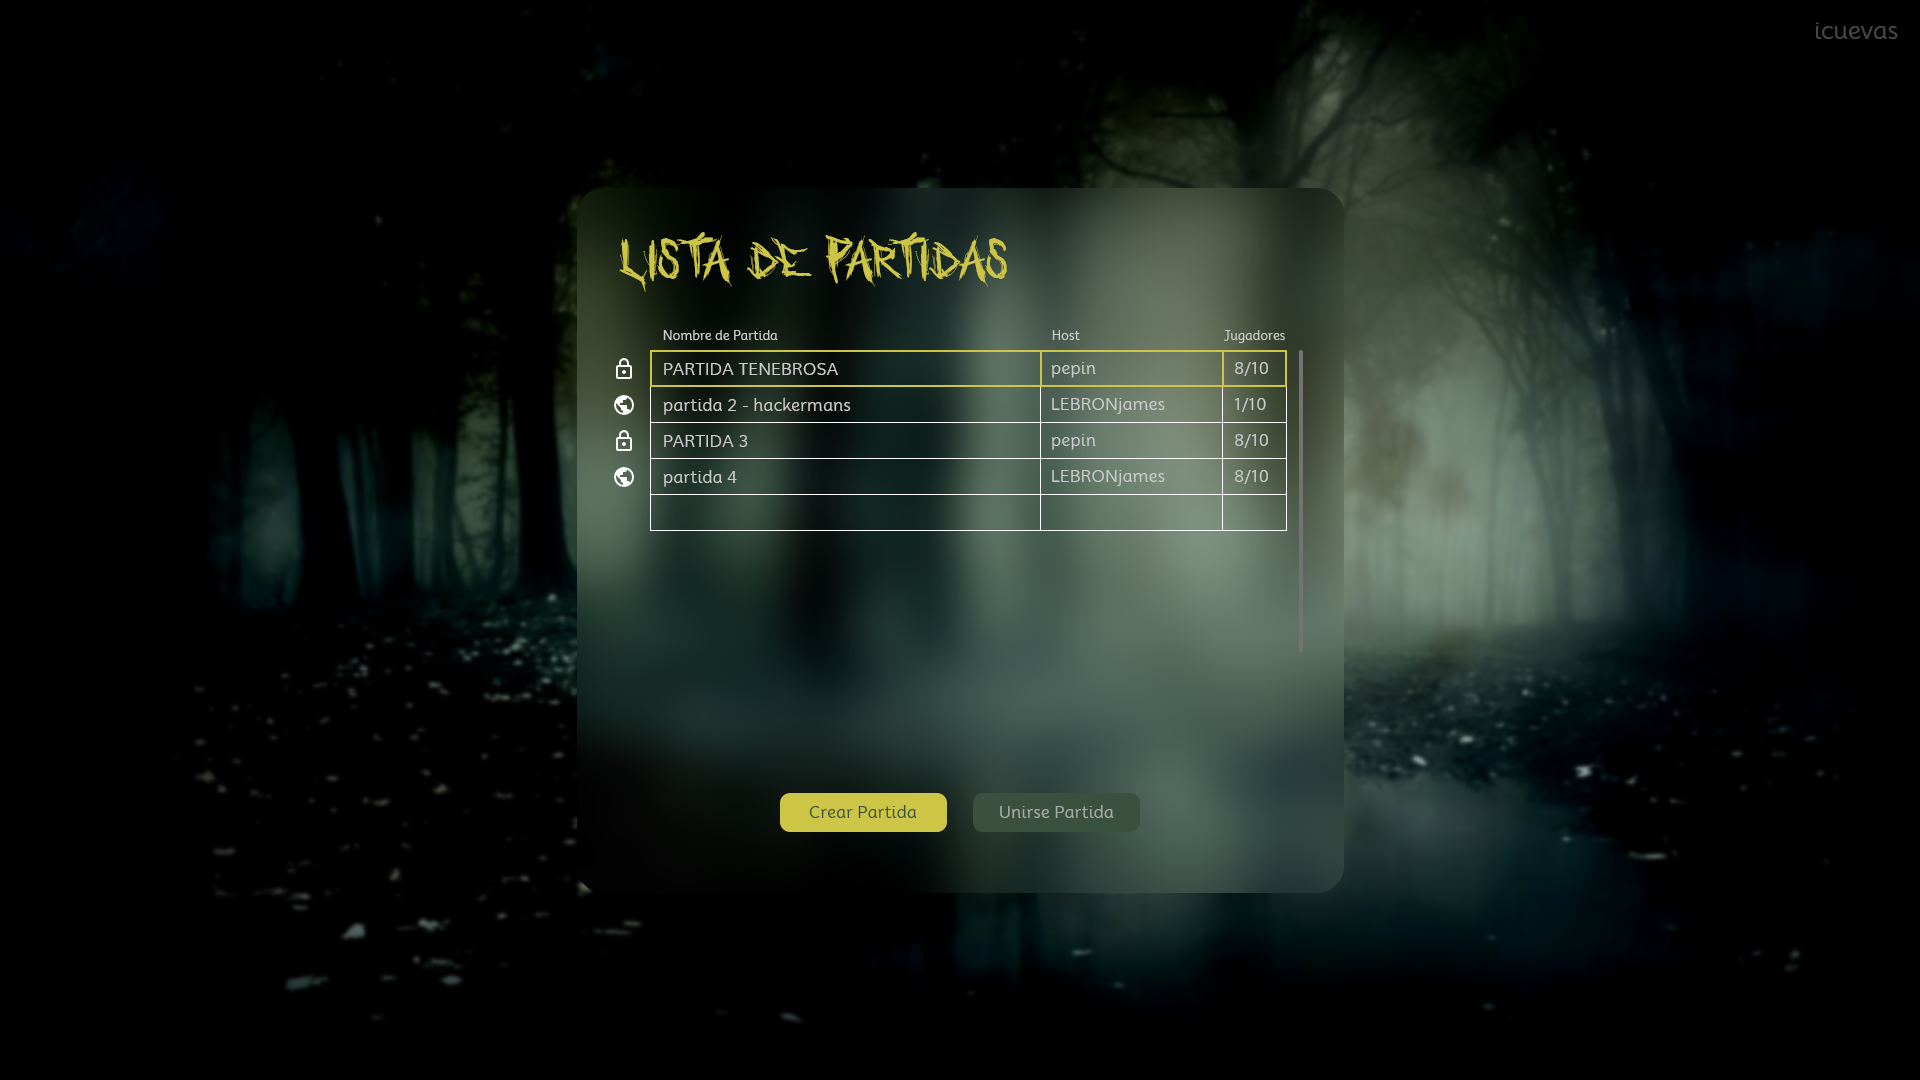 icuevas
LISTA DE PARTIDAS
Nombre de Partida Host Jugadores
PARTIDA TENEBROSA pepin 8/10
partida 2 - hackermans LEBRONjames 1/10
PARTIDA 3 pepin 8/10
partida 4 LEBRONjames 8/10
Crear Partida Unirse Partida